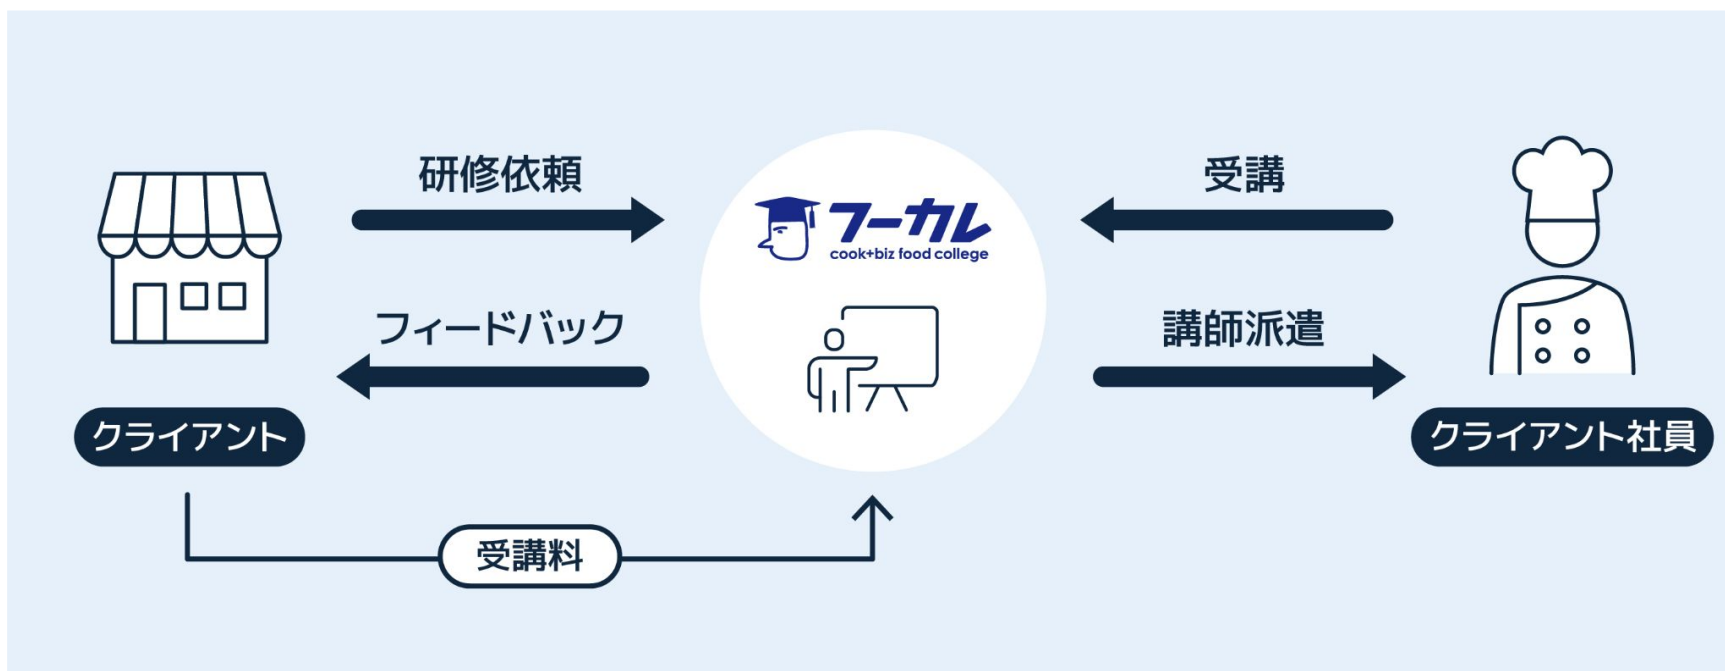 研修依頼
受講
フーカレ
cook+biz food college
フィードバック
講師派遣
クライアント
クライアント社員
受講料